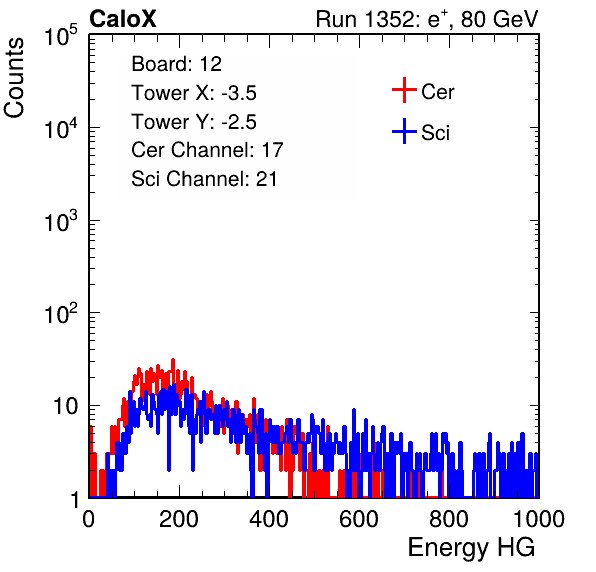 CaloX Run 1352: e⁺, 80 GeV
Counts
10⁵
10⁴
10³
10²
10
1
Board: 12
Tower X: -3.5
Tower Y: -2.5
Cer Channel: 17
Sci Channel: 21
Cer
Sci
0 200 400 600 800 1000
Energy HG